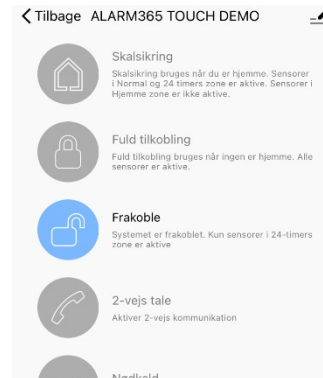 Tilbage ALARM365 TOUCH DEMO
Skalsikring
Skalsikring bruges når du er hjemme. Sensorer
i Normal og 24 timers zone er aktive. Sensorer i
Hjemme zone er ikke aktive.
Fuld tilkobling
Fuld tilkobling bruges når ingen er hjemme. Alle
sensorer er aktive.
Frakoble
Systemet er frakoblet. Kun sensorer i 24-timers
zone er aktive
2-vejs tale
Aktiver 2-vejs kommunikation
Nødkald